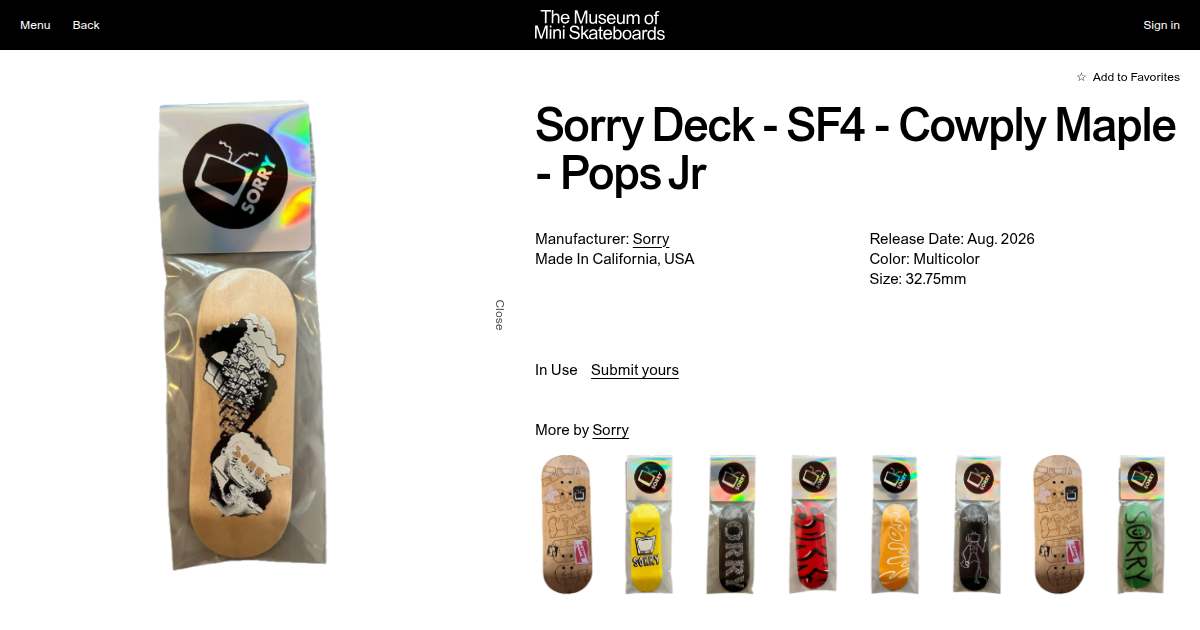 Menu
Back
The Museum of
Mini Skateboards
Sign in
☆ Add to Favorites
Sorry Deck - SF4 - Cowply Maple
- Pops Jr
SORRY
Manufacturer: Sorry
Made In California, USA
Release Date: Aug. 2026
Color: Multicolor
Size: 32.75mm
Close
In Use
Submit yours
More by Sorry
SORRY
SORRY
SORRY